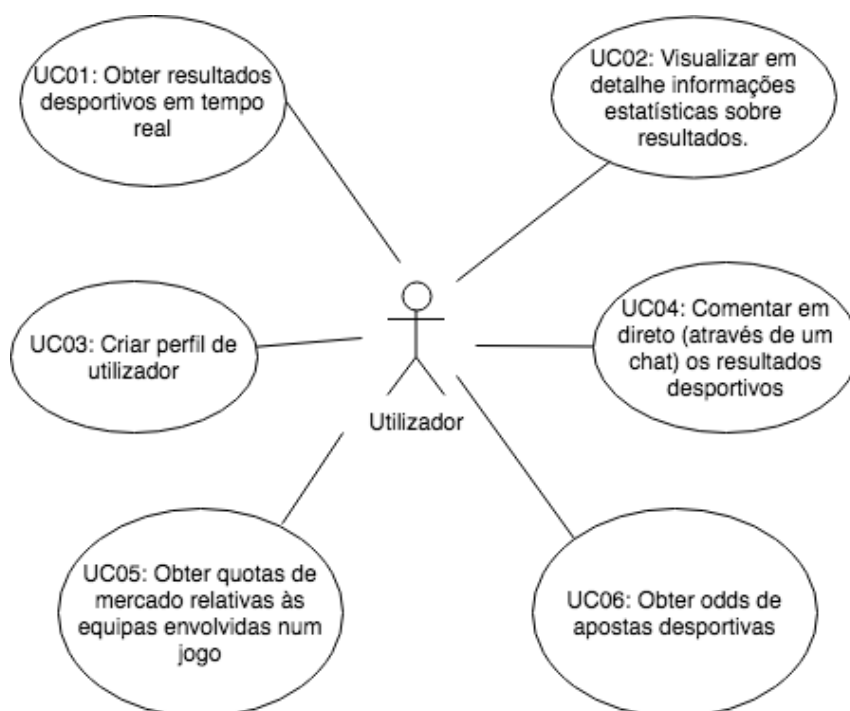 UC01: Obter resultados
desportivos em tempo
real
UC02: Visualizar em
detalhe informações
estatísticas sobre
resultados.
UC03: Criar perfil de
utilizador
UC04: Comentar em
direto (através de um
chat) os resultados
desportivos
Utilizador
UC05: Obter quotas de
mercado relativas às
equipas envolvidas num
jogo
UC06: Obter odds de
apostas desportivas